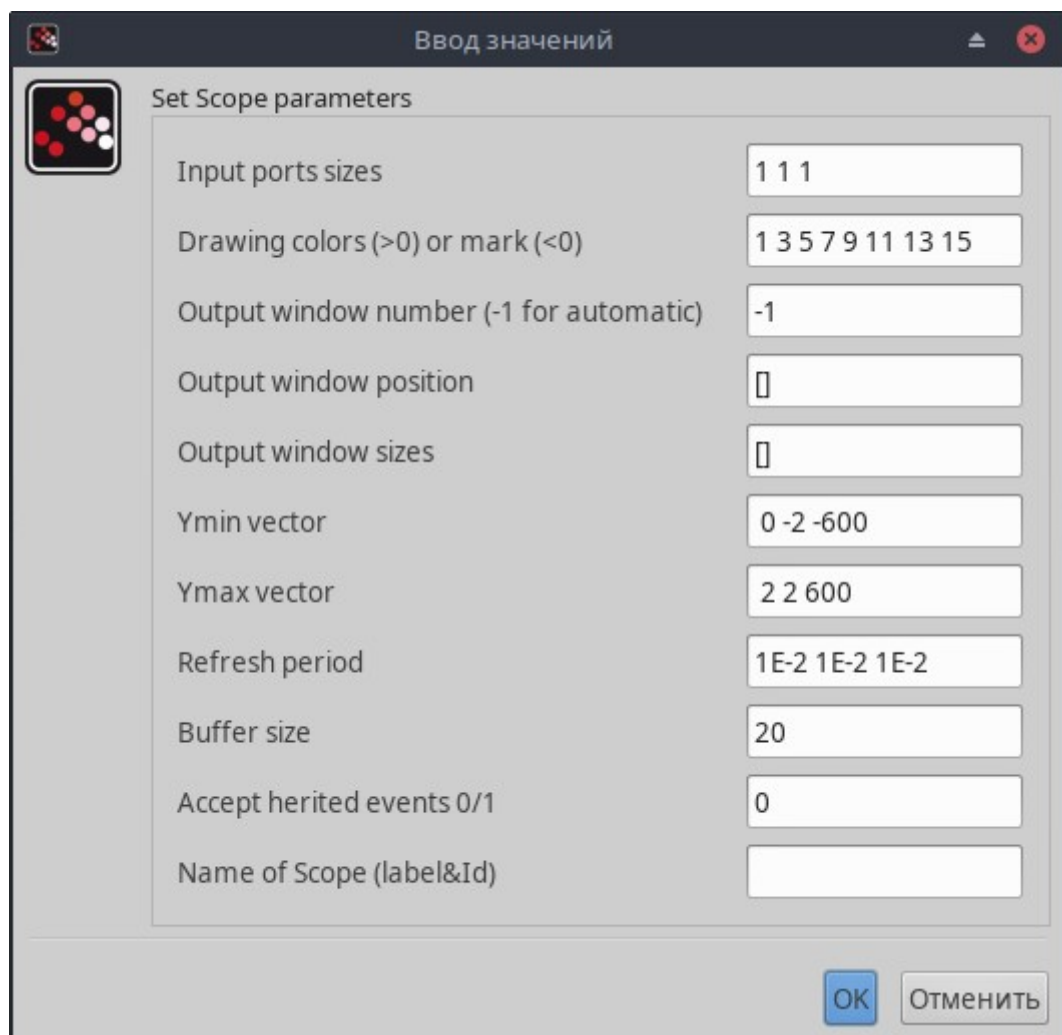 Ввод значений
Set Scope parameters
Input ports sizes 1 1 1
Drawing colors (>0) or mark (<0) 1 3 5 7 9 11 13 15
Output window number (-1 for automatic) -1
Output window position []
Output window sizes []
Ymin vector 0 -2 -600
Ymax vector 2 2 600
Refresh period 1E-2 1E-2 1E-2
Buffer size 20
Accept herited events 0/1 0
Name of Scope (label&Id)
OK Отменить